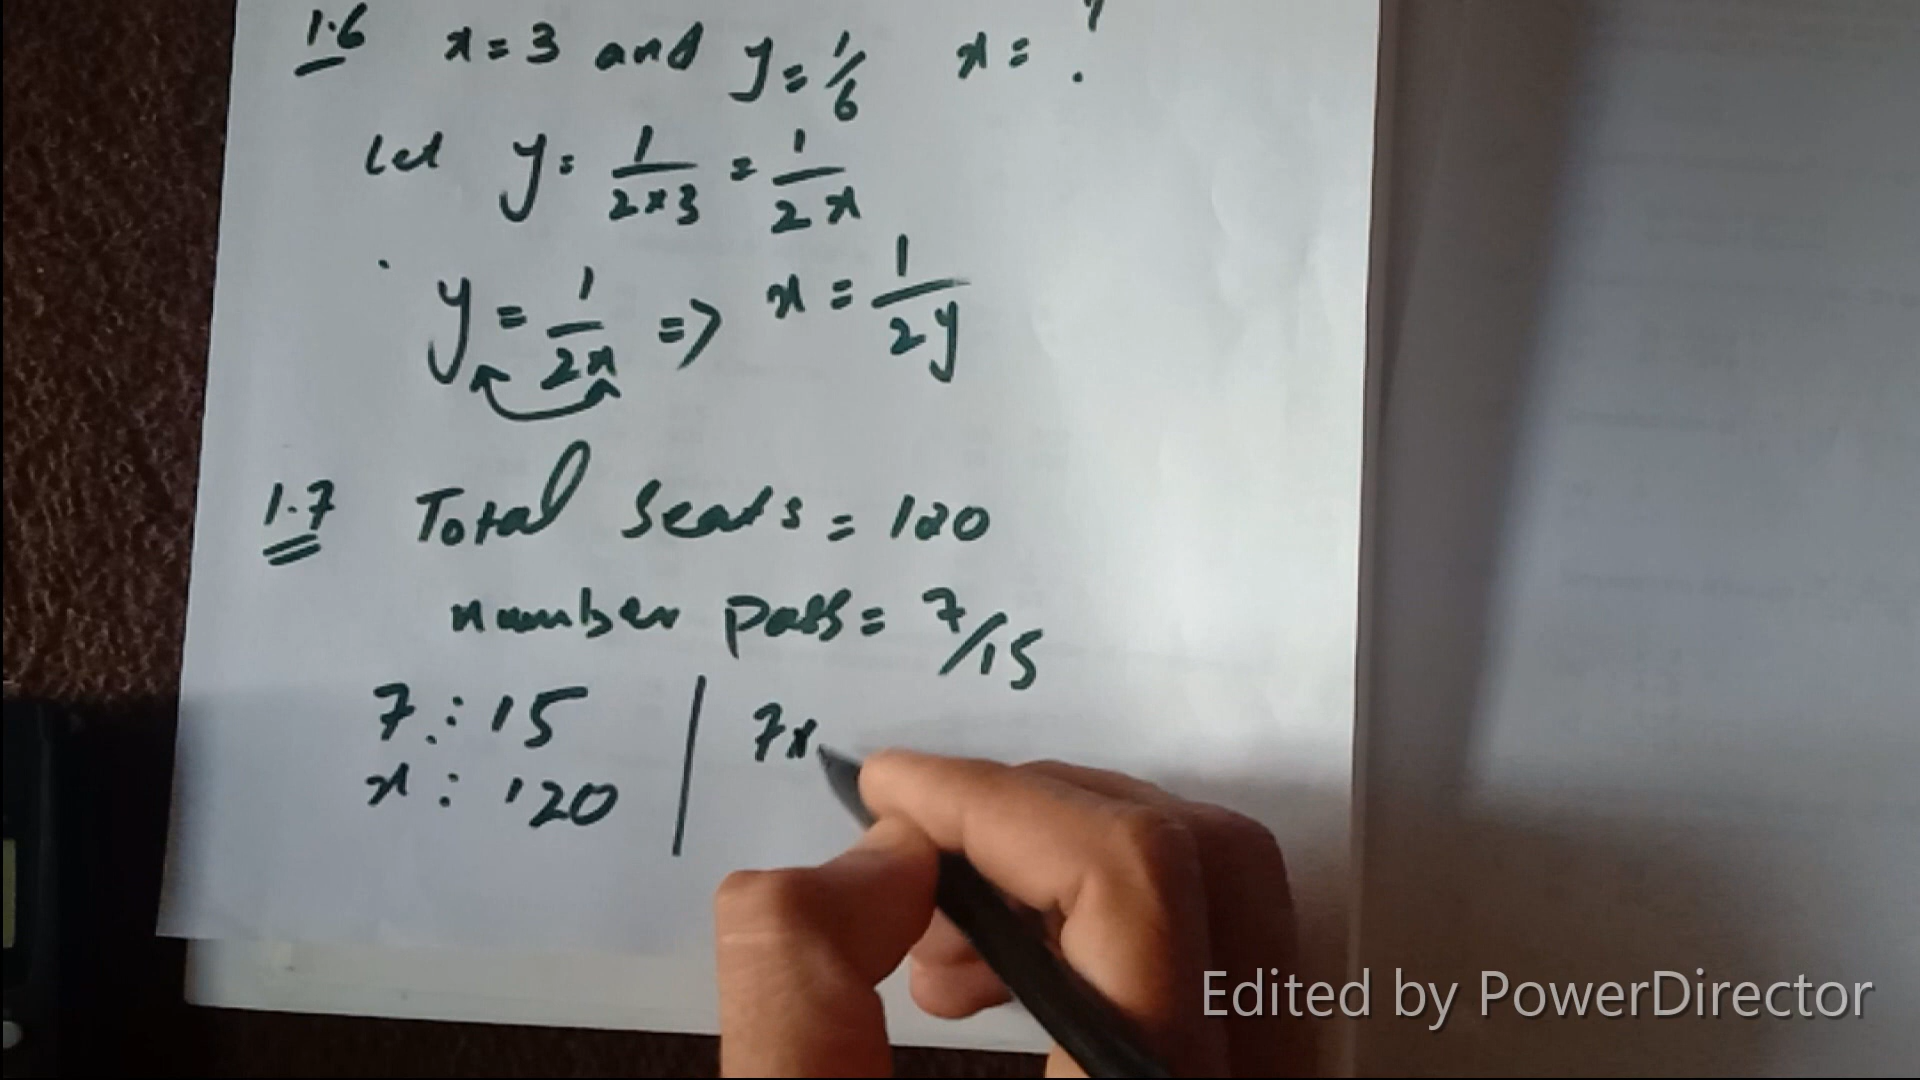 1.6 x = 3 and y = 1/6 x = ?
Let y = 1/2×3 = 1/2x
y = 1/2x => x = 1/2y
1.7 Total Seats = 120
number pass = 7/15
7 : 15 | 7x
x : 120
Edited by PowerDirector